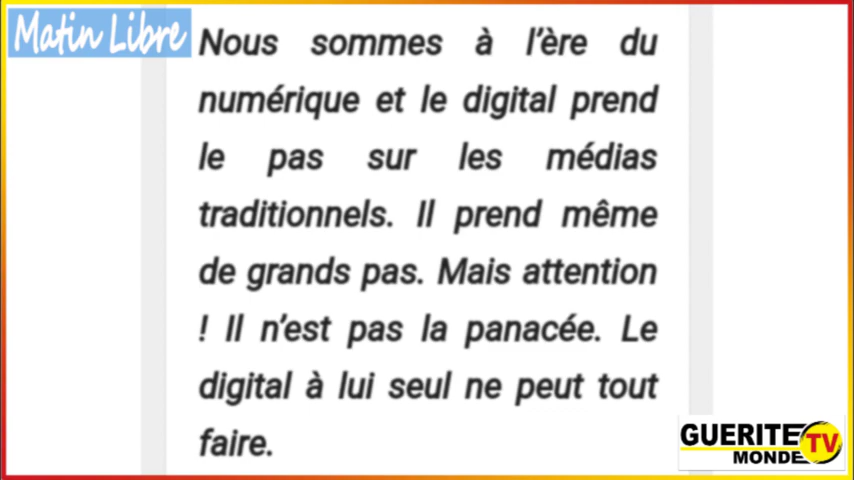 Matin Libre
Nous sommes à l'ère du
numérique et le digital prend
le pas sur les médias
traditionnels. Il prend même
de grands pas. Mais attention
! Il n'est pas la panacée. Le
digital à lui seul ne peut tout
faire.
GUERITE TV
MONDE